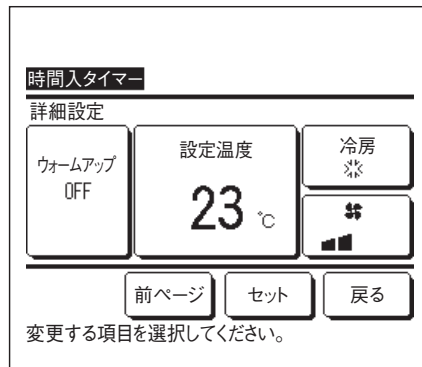 時間入タイマー
詳細設定
ウォームアップ
OFF
設定温度
23 ℃
冷房
前ページ
セット
戻る
変更する項目を選択してください。